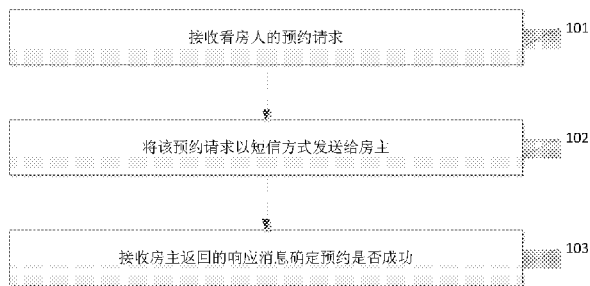 接收看房人的预约请求
101
将该预约请求以短信方式发送给房主
102
接收房主返回的响应消息确定预约是否成功
103